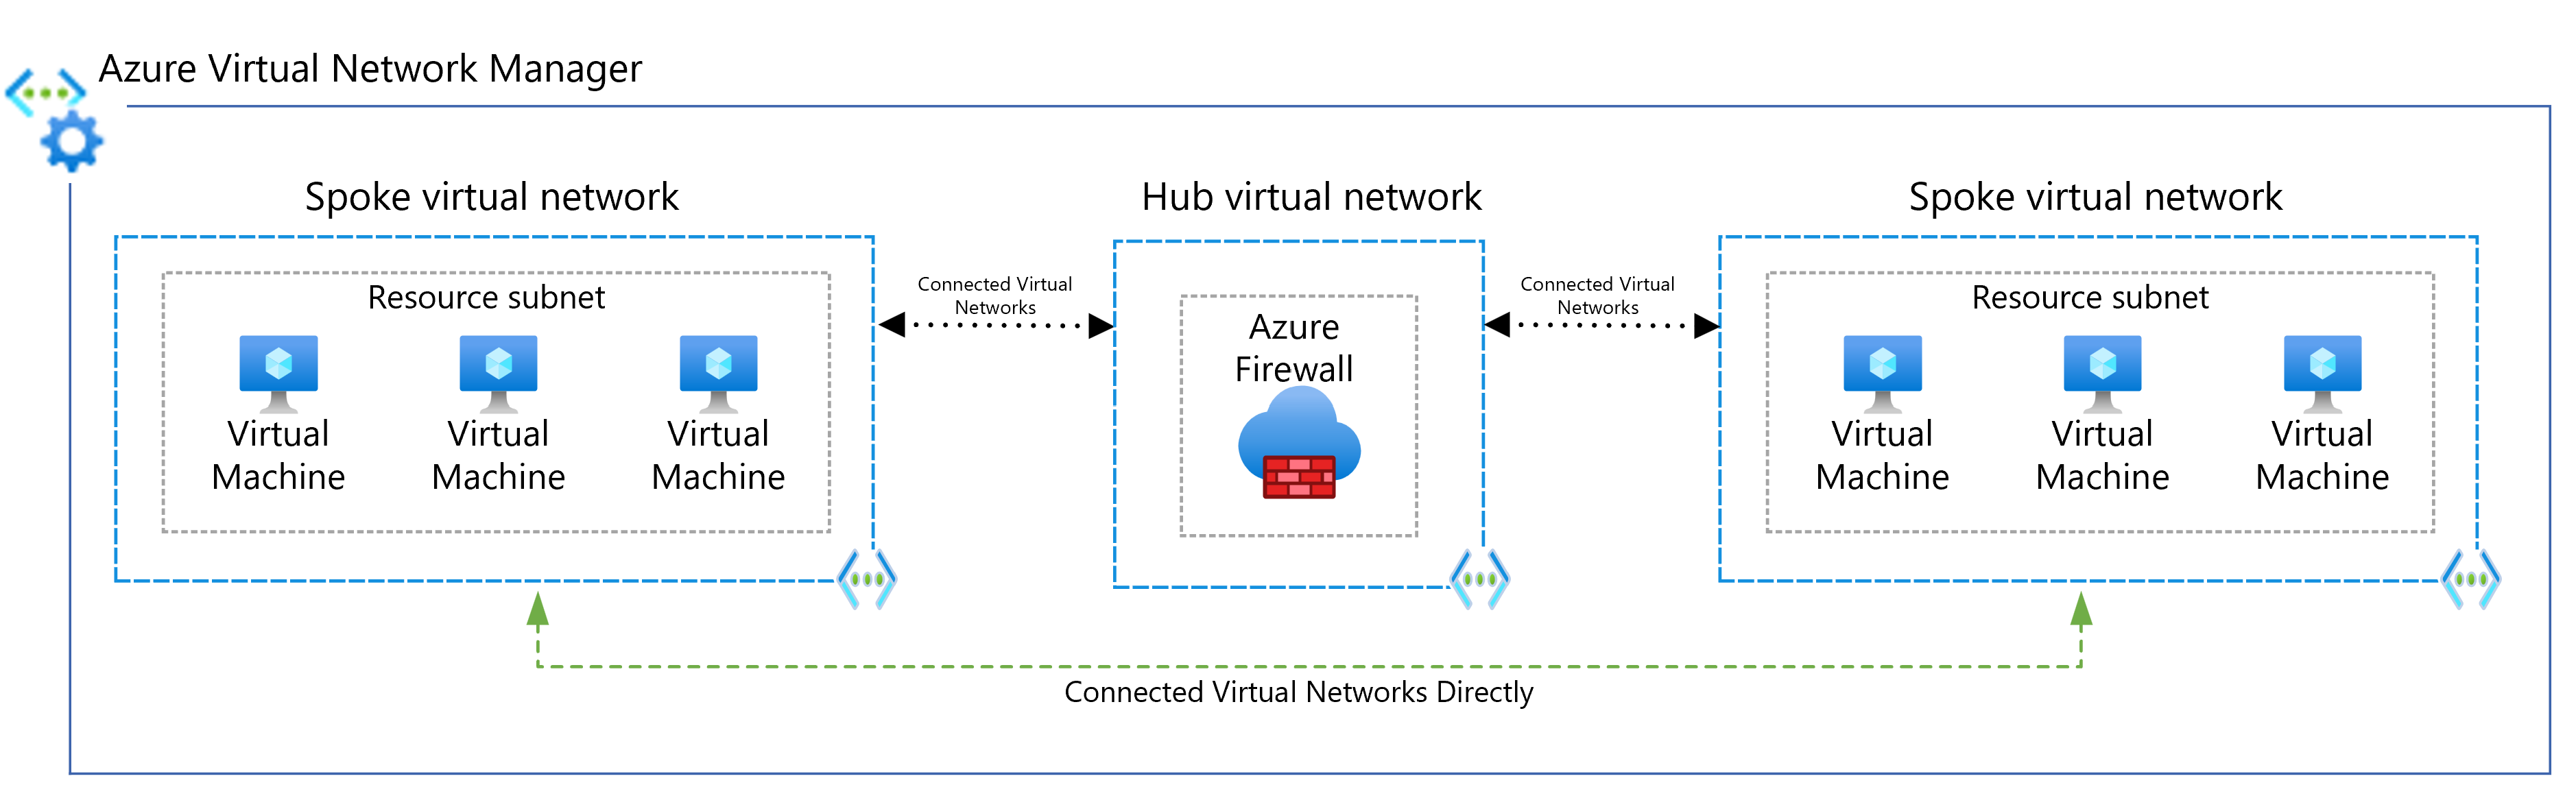 Azure Virtual Network Manager
Spoke virtual network
Hub virtual network
Spoke virtual network
Resource subnet
Virtual
Machine
Virtual
Machine
Virtual
Machine
Connected Virtual
Networks
Azure
Firewall
Connected Virtual
Networks
Resource subnet
Virtual
Machine
Virtual
Machine
Virtual
Machine
Connected Virtual Networks Directly